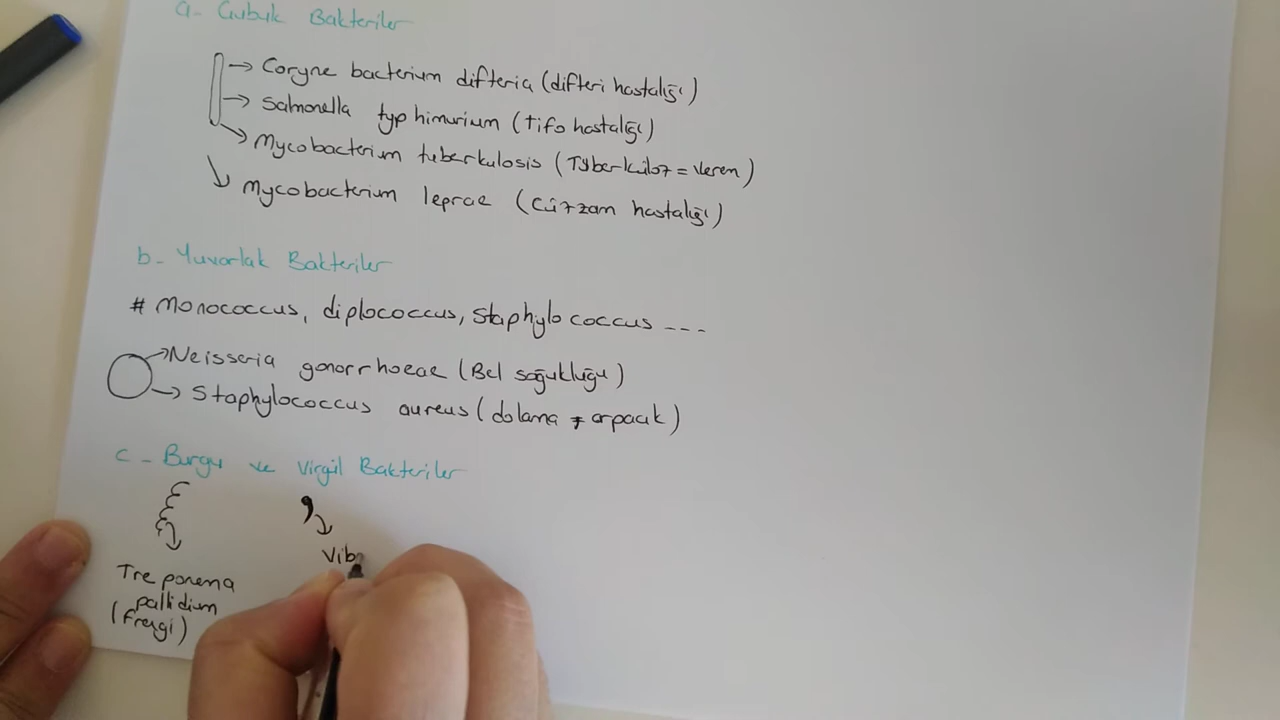 a- Çubuk Bakteriler
→ Coryne bacterium difteria (difteri hastalığı)
→ Salmonella typhimurium (Tifo hastalığı)
→ Mycobacterium tuberkulosis (Tyberküloz = Verem)
→ Mycobacterium leprae (Cüzzam hastalığı)
b- Yuvarlak Bakteriler
# Monococcus, diplococcus, Staphylococcus ---
→ Neisseria gonorrhoeae (Bel soğukluğu)
→ Staphylococcus aureus (dolama + arpacık)
c- Burgu ve Virgül Bakteriler
Treponema
pallidium
(Frengi)
Vib